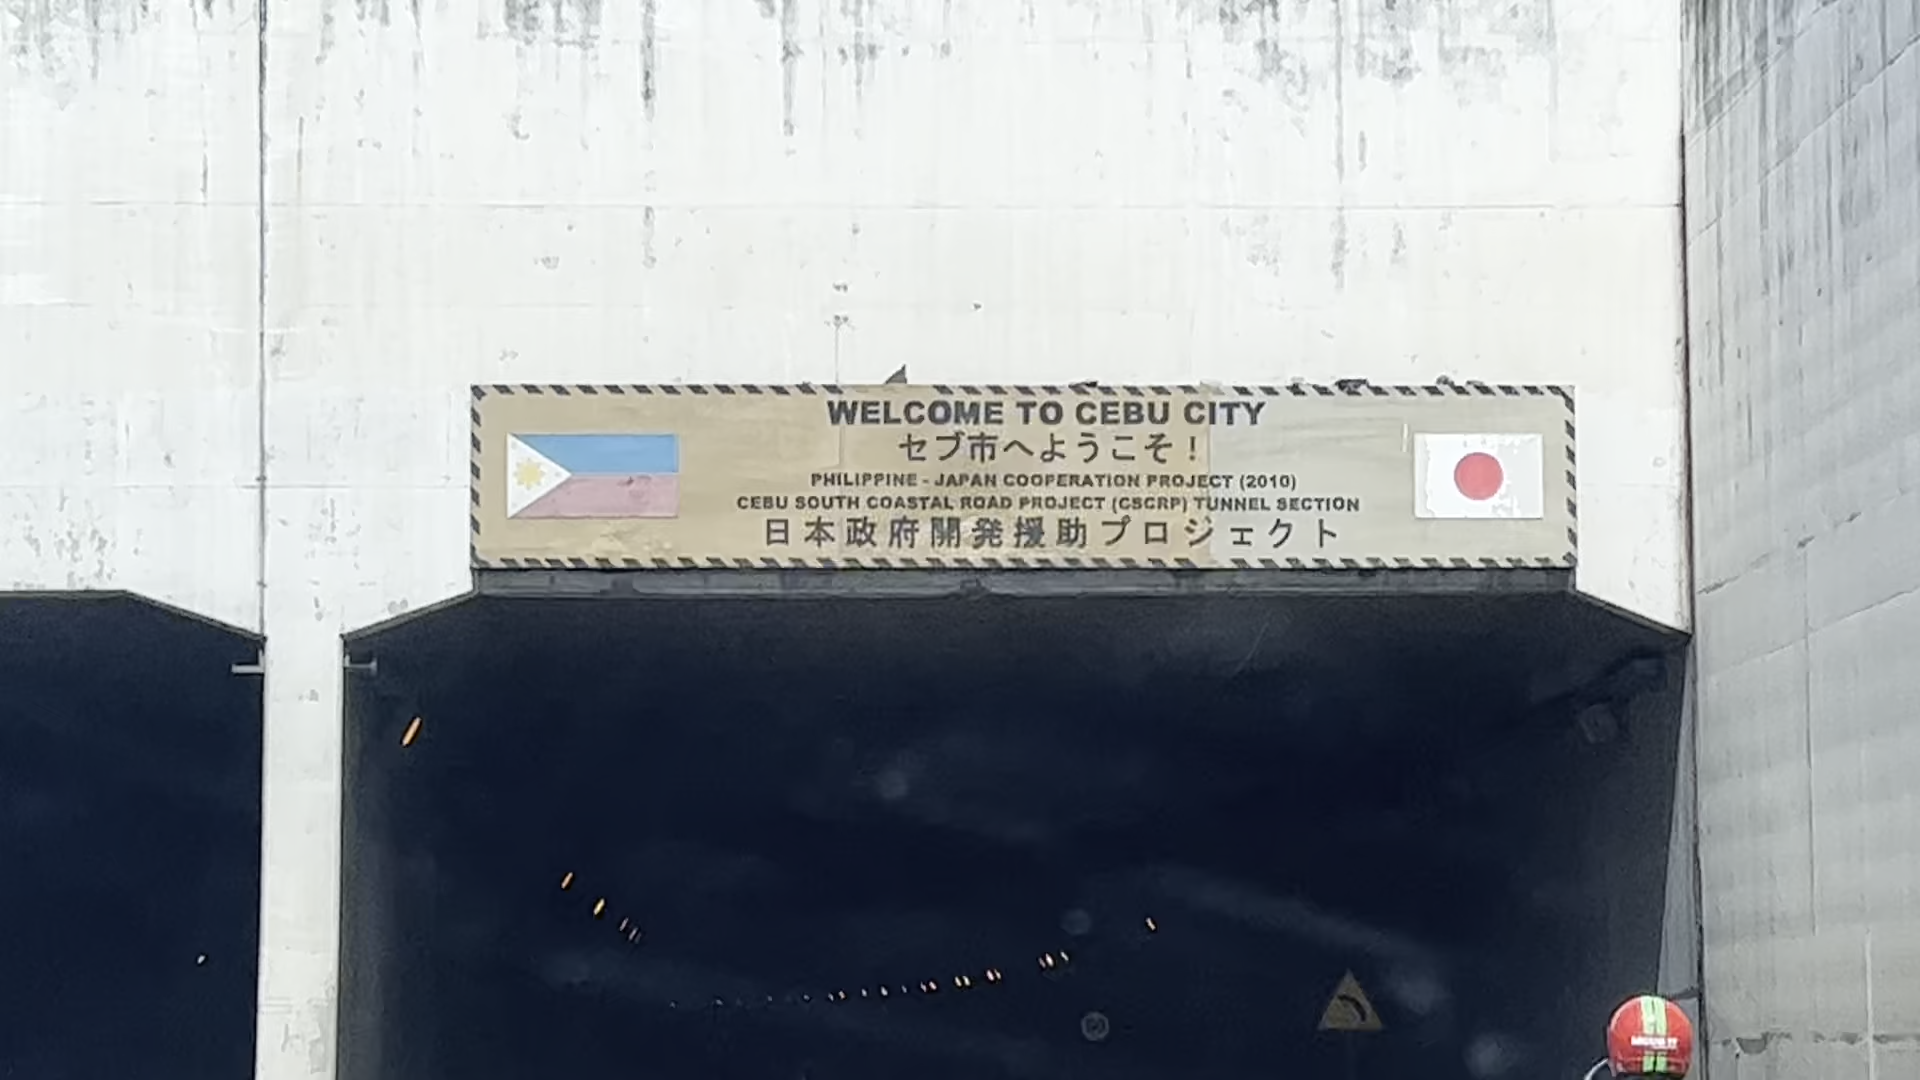 WELCOME TO CEBU CITY
セブ市へようこそ！
PHILIPPINE - JAPAN COOPERATION PROJECT (2010)
CEBU SOUTH COASTAL ROAD PROJECT (CSCRP) TUNNEL SECTION
日本政府開発援助プロジェクト